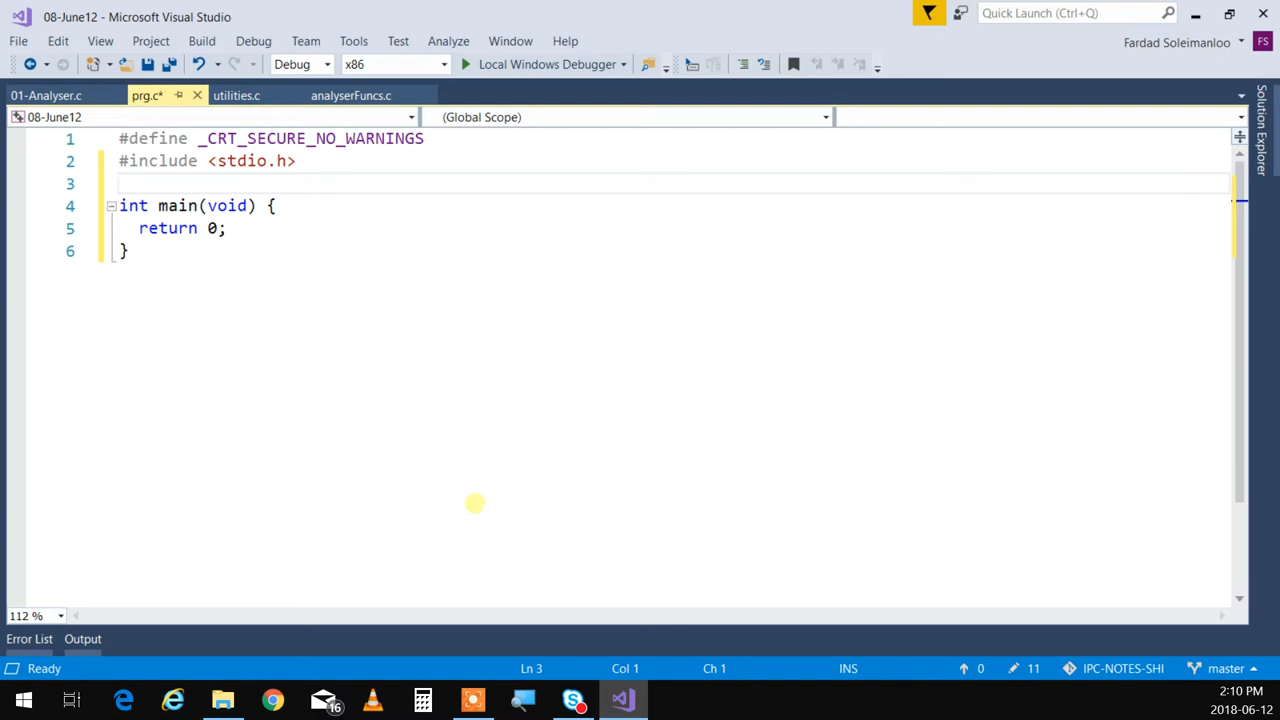 08-June12 - Microsoft Visual Studio
Quick Launch (Ctrl+Q)
File Edit View Project Build Debug Team Tools Test Analyze Window Help
Fardad Soleimanloo FS
Debug x86 Local Windows Debugger
01-Analyser.c prg.c* utilities.c analyserFuncs.c
08-June12 (Global Scope)
Solution Explorer
1 #define _CRT_SECURE_NO_WARNINGS
2 #include <stdio.h>
3
4 int main(void) {
5 return 0;
6 }
112 %
Error List Output
Ready Ln 3 Col 1 Ch 1 INS 0 11 IPC-NOTES-SHI master
16
2:10 PM
2018-06-12